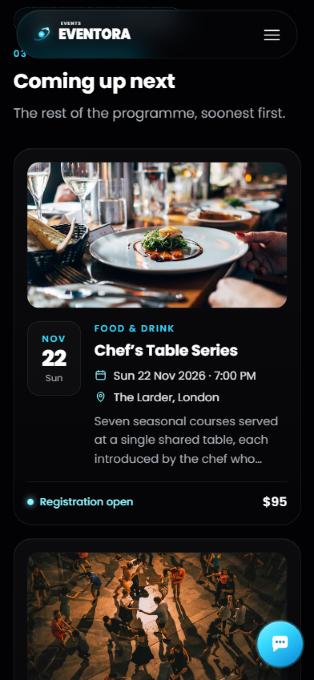 EVENTS
EVENTORA
03
Coming up next
The rest of the programme, soonest first.
NOV
22
Sun
FOOD & DRINK
Chef's Table Series
Sun 22 Nov 2026 · 7:00 PM
The Larder, London
Seven seasonal courses served
at a single shared table, each
introduced by the chef who…
Registration open
$95